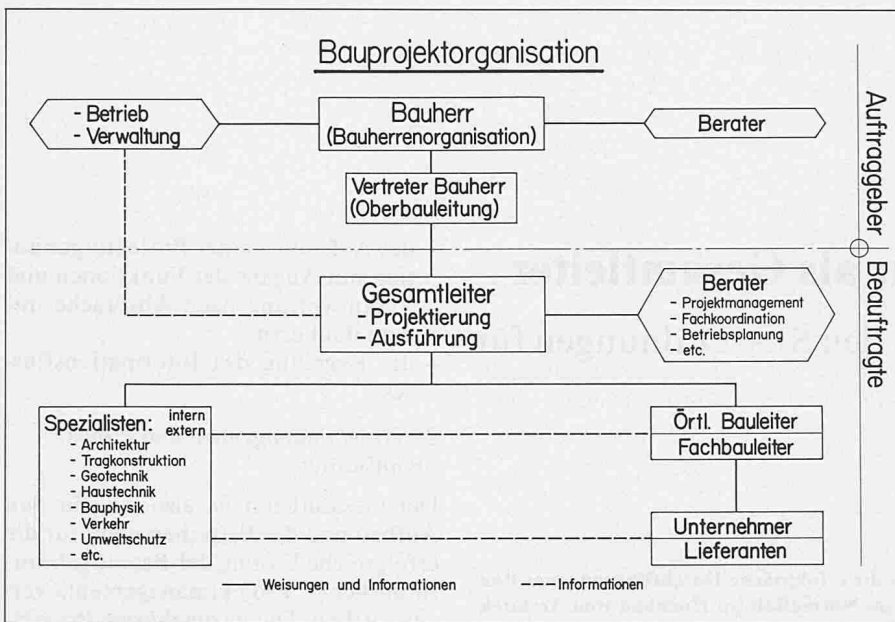 Bauprojektorganisation
- Betrieb
- Verwaltung
Bauherr
(Bauherrenorganisation)
Berater
Auftraggeber
Vertreter Bauherr
(Oberbauleitung)
Gesamtleiter
- Projektierung
- Ausführung
Berater
- Projektmanagement
- Fachkoordination
- Betriebsplanung
- etc.
Beauftragte
Spezialisten: intern
extern
- Architektur
- Tragkonstruktion
- Geotechnik
- Haustechnik
- Bauphysik
- Verkehr
- Umweltschutz
- etc.
Örtl. Bauleiter
Fachbauleiter
Unternehmer
Lieferanten
Weisungen und Informationen
Informationen